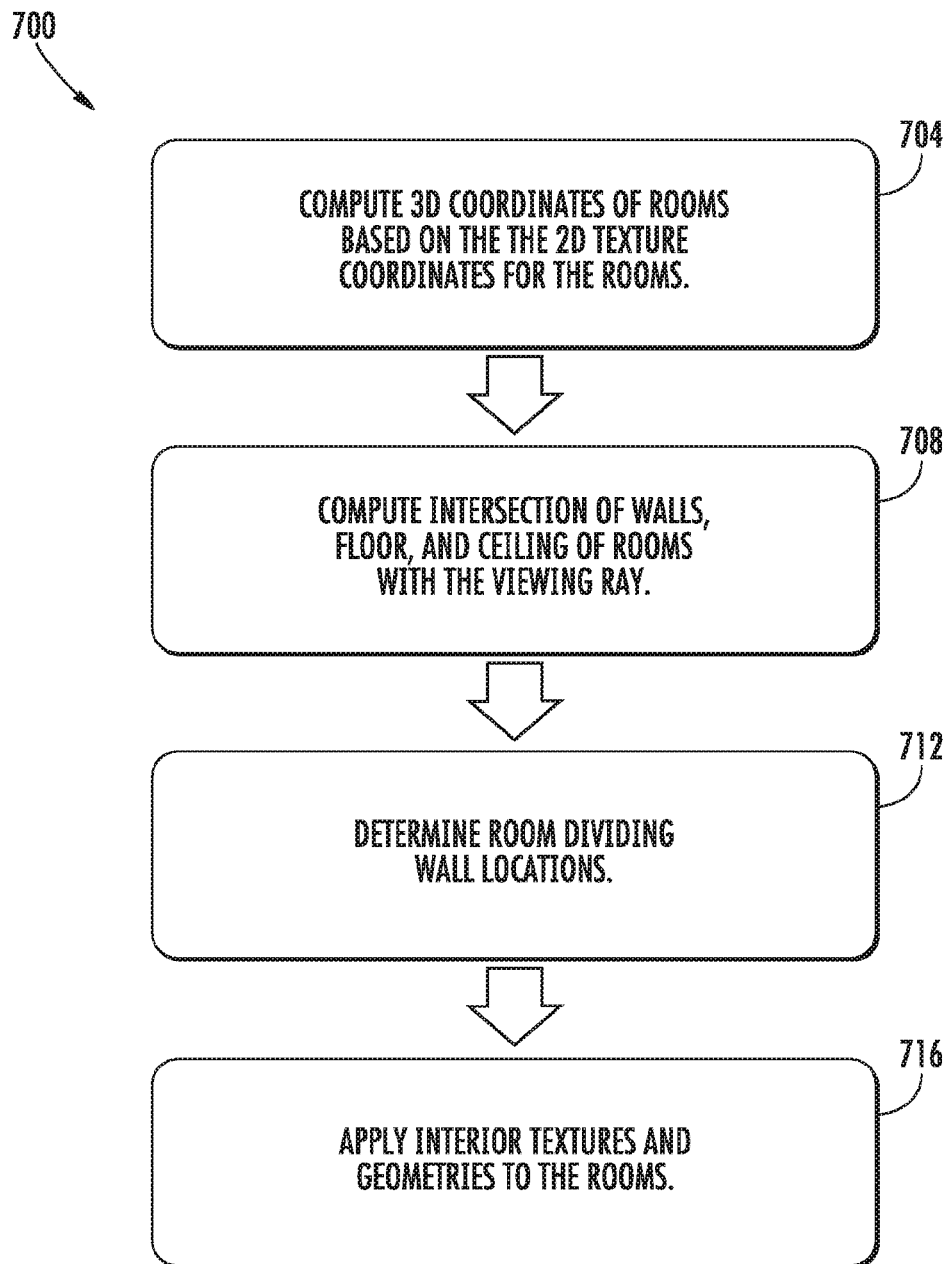 700
704
COMPUTE 3D COORDINATES OF ROOMS
BASED ON THE THE 2D TEXTURE
COORDINATES FOR THE ROOMS.
708
COMPUTE INTERSECTION OF WALLS,
FLOOR, AND CEILING OF ROOMS
WITH THE VIEWING RAY.
712
DETERMINE ROOM DIVIDING
WALL LOCATIONS.
716
APPLY INTERIOR TEXTURES AND
GEOMETRIES TO THE ROOMS.